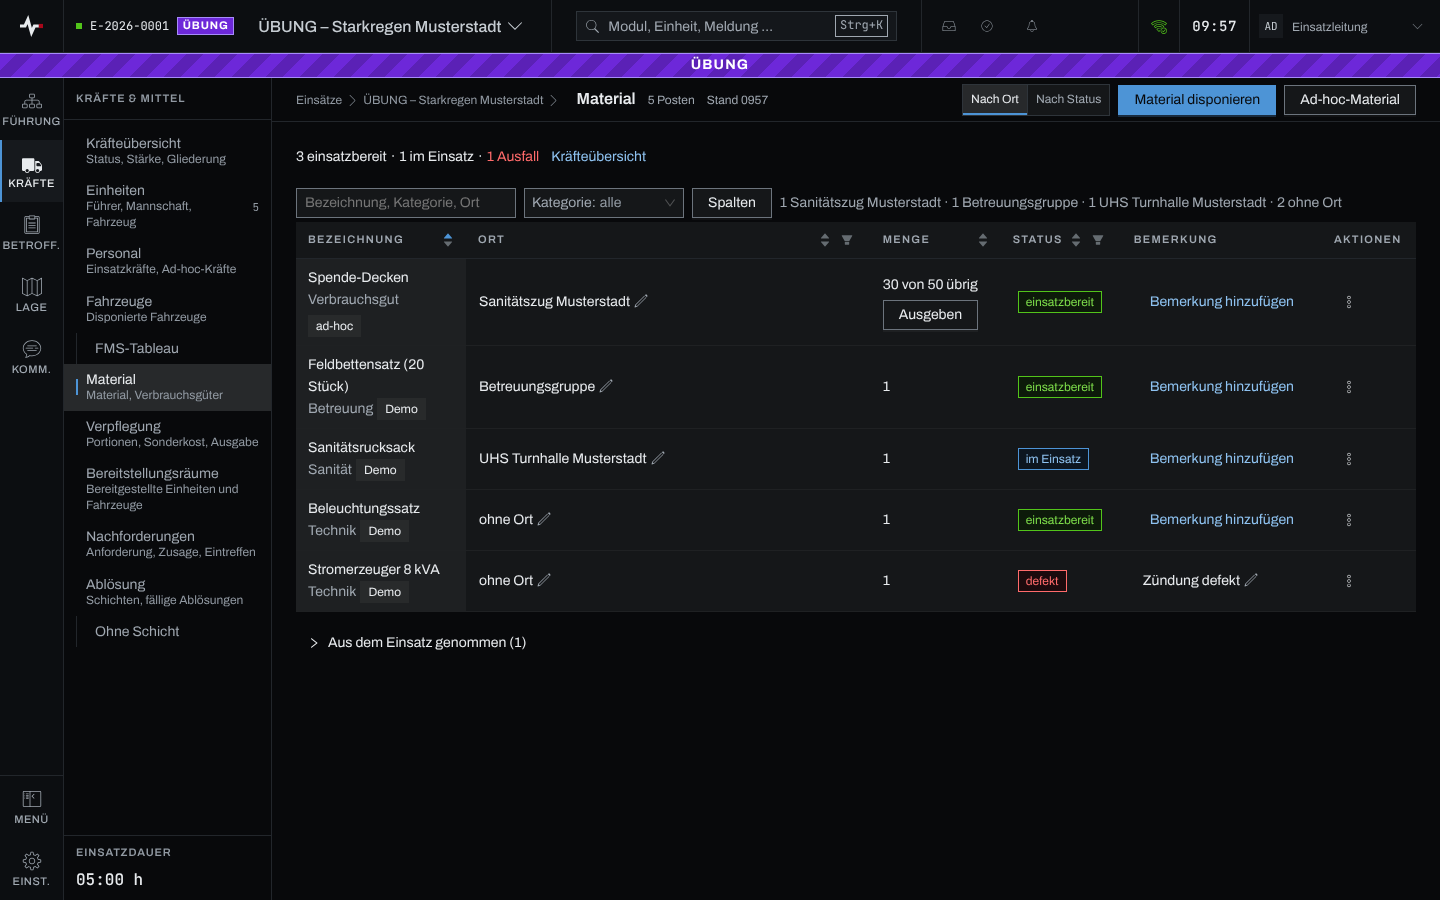 E-2026-0001 ÜBUNG ÜBUNG – Starkregen Musterstadt Modul, Einheit, Meldung ... Strg+K 09:57 AD Einsatzleitung
ÜBUNG
FÜHRUNG
KRÄFTE
BETROFF.
LAGE
KOMM.
MENÜ
EINST.
KRÄFTE & MITTEL
Kräfteübersicht
Status, Stärke, Gliederung
Einheiten
Führer, Mannschaft,
Fahrzeug
5
Personal
Einsatzkräfte, Ad-hoc-Kräfte
Fahrzeuge
Disponierte Fahrzeuge
FMS-Tableau
Material
Material, Verbrauchsgüter
Verpflegung
Portionen, Sonderkost, Ausgabe
Bereitstellungsräume
Bereitgestellte Einheiten und
Fahrzeuge
Nachforderungen
Anforderung, Zusage, Eintreffen
Ablösung
Schichten, fällige Ablösungen
Ohne Schicht
EINSATZDAUER
05:00 h
Einsätze ÜBUNG – Starkregen Musterstadt Material 5 Posten Stand 0957 Nach Ort Nach Status Material disponieren Ad-hoc-Material
3 einsatzbereit · 1 im Einsatz · 1 Ausfall Kräfteübersicht
Bezeichnung, Kategorie, Ort Kategorie: alle Spalten 1 Sanitätszug Musterstadt · 1 Betreuungsgruppe · 1 UHS Turnhalle Musterstadt · 2 ohne Ort
BEZEICHNUNG ORT MENGE STATUS BEMERKUNG AKTIONEN
Spende-Decken
Verbrauchsgut
ad-hoc
Sanitätszug Musterstadt
30 von 50 übrig
Ausgeben
einsatzbereit
Bemerkung hinzufügen
Feldbettensatz (20
Stück)
Betreuung Demo
Betreuungsgruppe
1
einsatzbereit
Bemerkung hinzufügen
Sanitätsrucksack
Sanität Demo
UHS Turnhalle Musterstadt
1
im Einsatz
Bemerkung hinzufügen
Beleuchtungssatz
Technik Demo
ohne Ort
1
einsatzbereit
Bemerkung hinzufügen
Stromerzeuger 8 kVA
Technik Demo
ohne Ort
1
defekt
Zündung defekt
Aus dem Einsatz genommen (1)